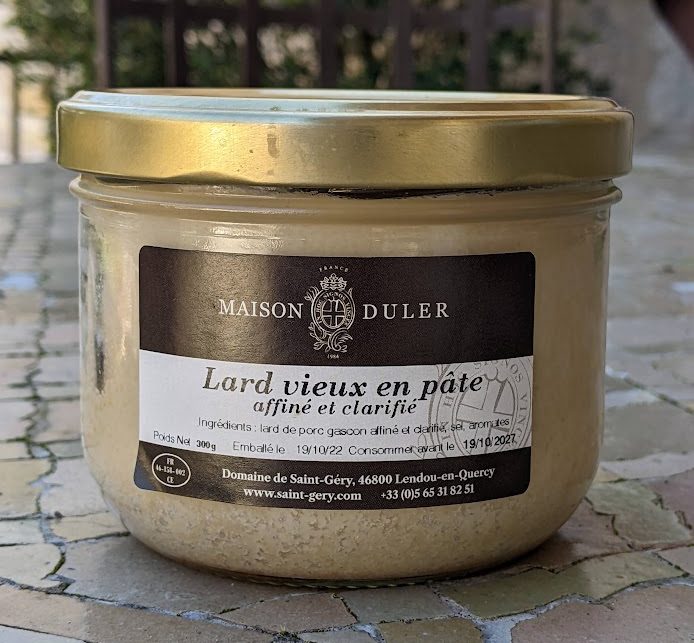 FRANCE
MAISON DULER
1984
Lard vieux en pâte
affiné et clarifié
Ingrédients : lard de porc gascon affiné et clarifié, sel, aromates
Poids Net 300g Emballé le 19/10/22 Consommer avant le 19/10/2027
FR
46-158-002
CE
Domaine de Saint-Géry, 46800 Lendou-en-Quercy
www.saint-gery.com +33 (0)5 65 31 82 51